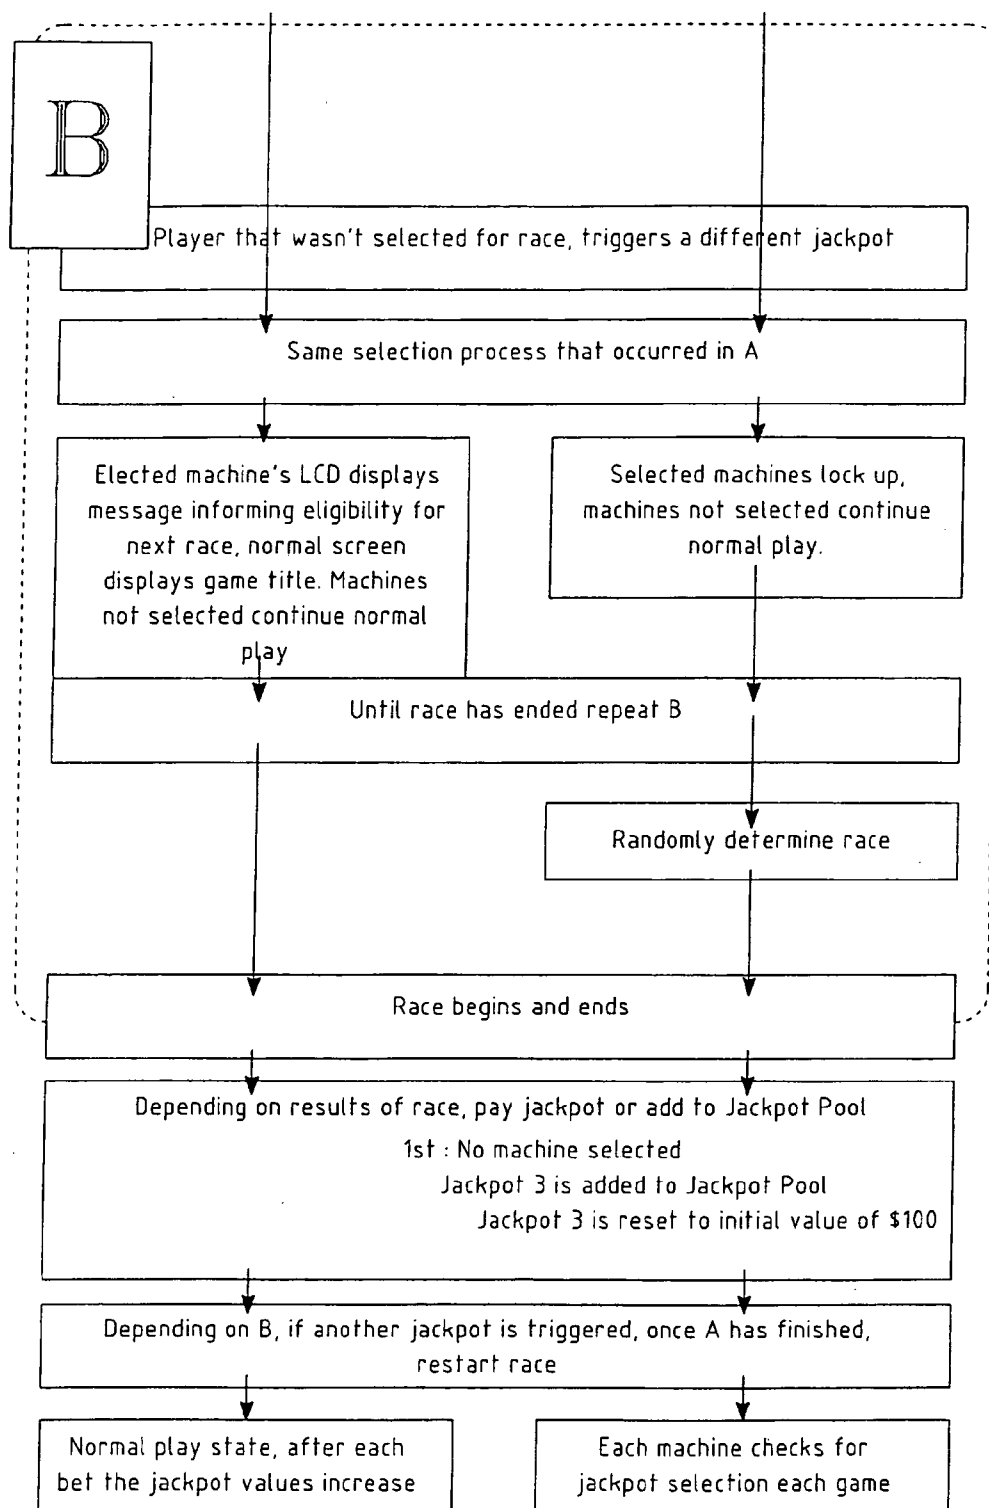 B
Player that wasn't selected for race, triggers a different jackpot
Same selection process that occurred in A
Elected machine's LCD displays
message informing eligibility for
next race, normal screen
displays game title. Machines
not selected continue normal
play
Selected machines lock up,
machines not selected continue
normal play.
Until race has ended repeat B
Randomly determine race
Race begins and ends
Depending on results of race, pay jackpot or add to Jackpot Pool
1st : No machine selected
Jackpot 3 is added to Jackpot Pool
Jackpot 3 is reset to initial value of $100
Depending on B, if another jackpot is triggered, once A has finished,
restart race
Normal play state, after each
bet the jackpot values increase
Each machine checks for
jackpot selection each game